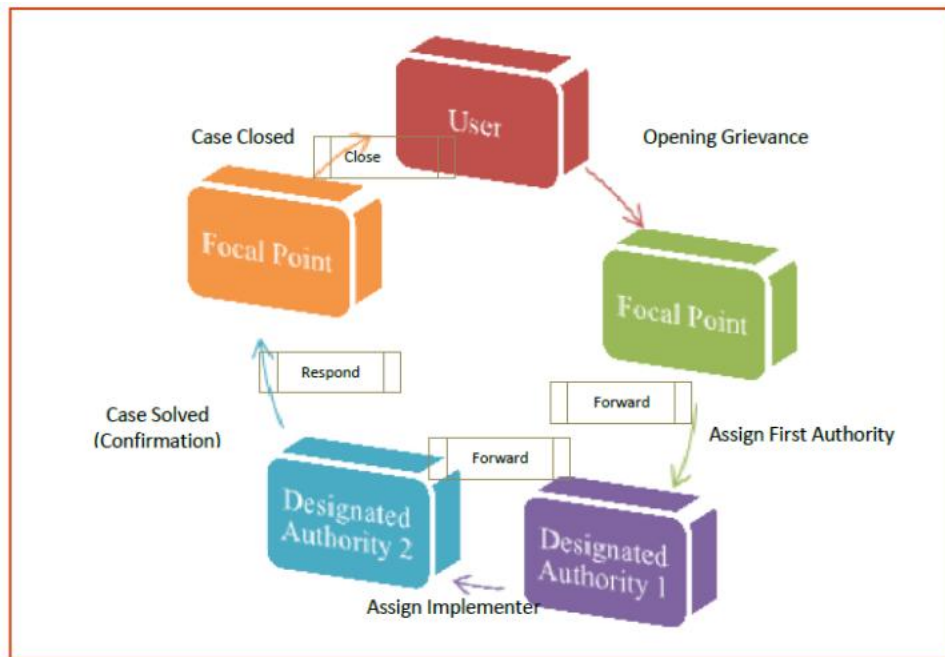 User
Case Closed
Close
Opening Grievance
Focal Point
Focal Point
Respond
Forward
Case Solved
(Confirmation)
Forward
Assign First Authority
Designated
Authority 2
Designated
Authority 1
Assign Implementer